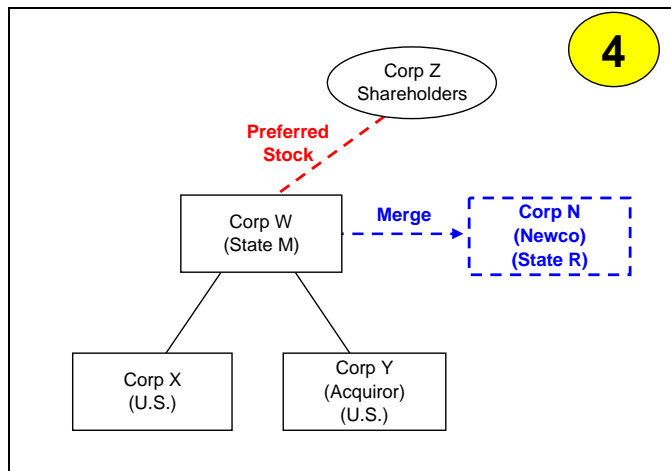 4
Corp Z
Shareholders
Preferred
Stock
Corp W
(State M)
Merge
Corp N
(Newco)
(State R)
Corp X
(U.S.)
Corp Y
(Acquiror)
(U.S.)